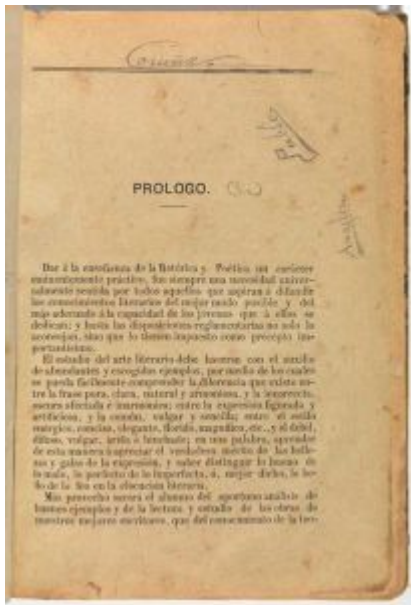 Coruña
Pablo
PROLOGO.
Dar á la enseñanza de la Retórica y Poética un carácter
eminentemente práctico, fue siempre una necesidad univer-
salmente sentida por todos aquellos que aspiran á difundir
los conocimientos literarios del mejor modo posible y del
más adecuado á la capacidad de los jóvenes que á ellos se
dedican; y hasta las disposiciones reglamentarias no solo la
aconsejan, sino que lo tienen impuesto como precepto im-
portantísimo.
El estudio del arte literario debe hacerse con el auxilio
de abundantes y escogidos ejemplos, por medio de los cuales
se pueda fácilmente comprender la diferencia que existe en-
tre la frase pura, clara, natural y armoniosa, y la incorrecta,
oscura afectada é inarmónica; entre la expresión figurada y
artificiosa, y la común, vulgar y sencilla; entre el estilo
enérgico, conciso, elegante, florido, magnífico, etc., y el débil,
difuso, vulgar, árido é hinchado; en una palabra, aprender
de esta manera á apreciar el verdadero mérito de las belle-
zas y galas de la expresión, y saber distinguir lo bueno de
lo malo, lo perfecto de lo imperfecto, ó, mejor dicho, lo be-
llo de lo feo en la elocución literaria.
Más provecho sacará el alumno del oportuno análisis de
buenos ejemplos y de la lectura y estudio de las obras de
nuestros mejores escritores, que del conocimiento de la teo-